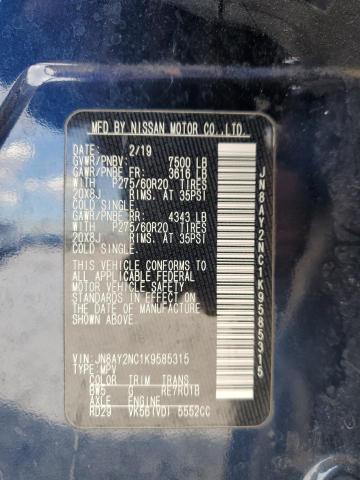 MFD BY NISSAN MOTOR CO.,LTD.
DATE: 2/19
GVWR/PNBV: 7500 LB
GAWR/PNBE FR: 3616 LB
WITH P275/60R20 TIRES
20X8J RIMS, AT 35PSI
COLD SINGLE.
GAWR/PNBE RR: 4343 LB
WITH P275/60R20 TIRES
20X8J RIMS, AT 35PSI
COLD SINGLE.
THIS VEHICLE CONFORMS TO
ALL APPLICABLE FEDERAL
MOTOR VEHICLE SAFETY
STANDARDS IN EFFECT ON
THE DATE OF MANUFACTURE
SHOWN ABOVE.
VIN: JN8AY2NC1K9585315
TYPE: MPV
COLOR TRIM TRANS
BW5 G RE7R01B
AXLE ENGINE
RD29 VK56(VD) 5552CC
JN8AY2NC1K9585315